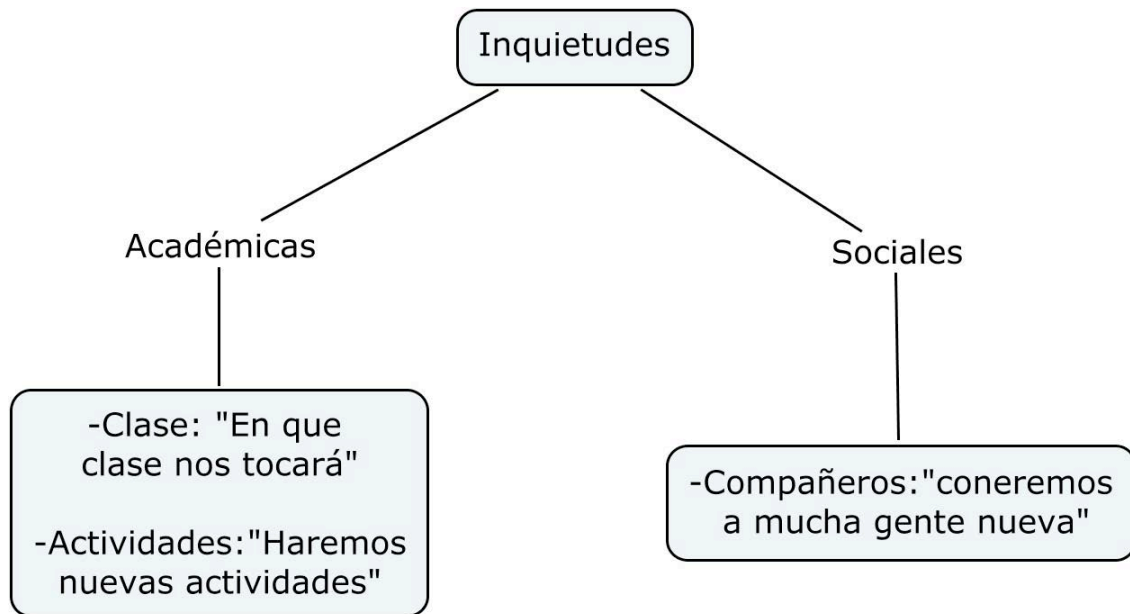 Inquietudes
Académicas
Sociales
-Clase: "En que
clase nos tocará"
-Actividades:"Haremos
nuevas actividades"
-Compañeros:"coneremos
a mucha gente nueva"